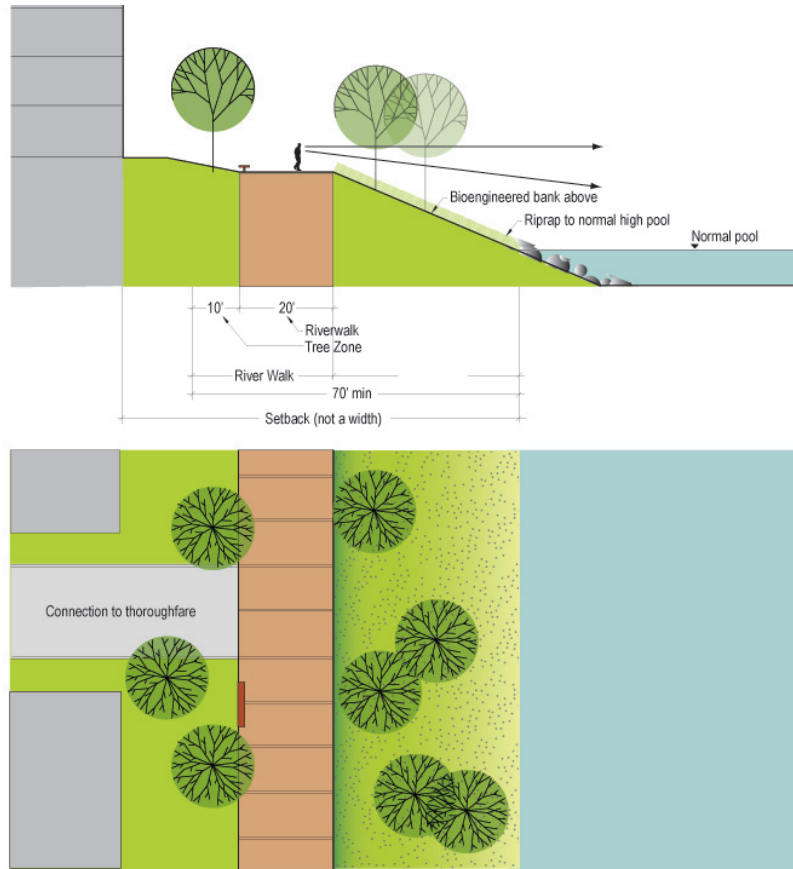 Bioengineered bank above
Riprap to normal high pool
Normal pool
10' 20'
Riverwalk
Tree Zone
River Walk
70' min
Setback (not a width)
Connection to thoroughfare